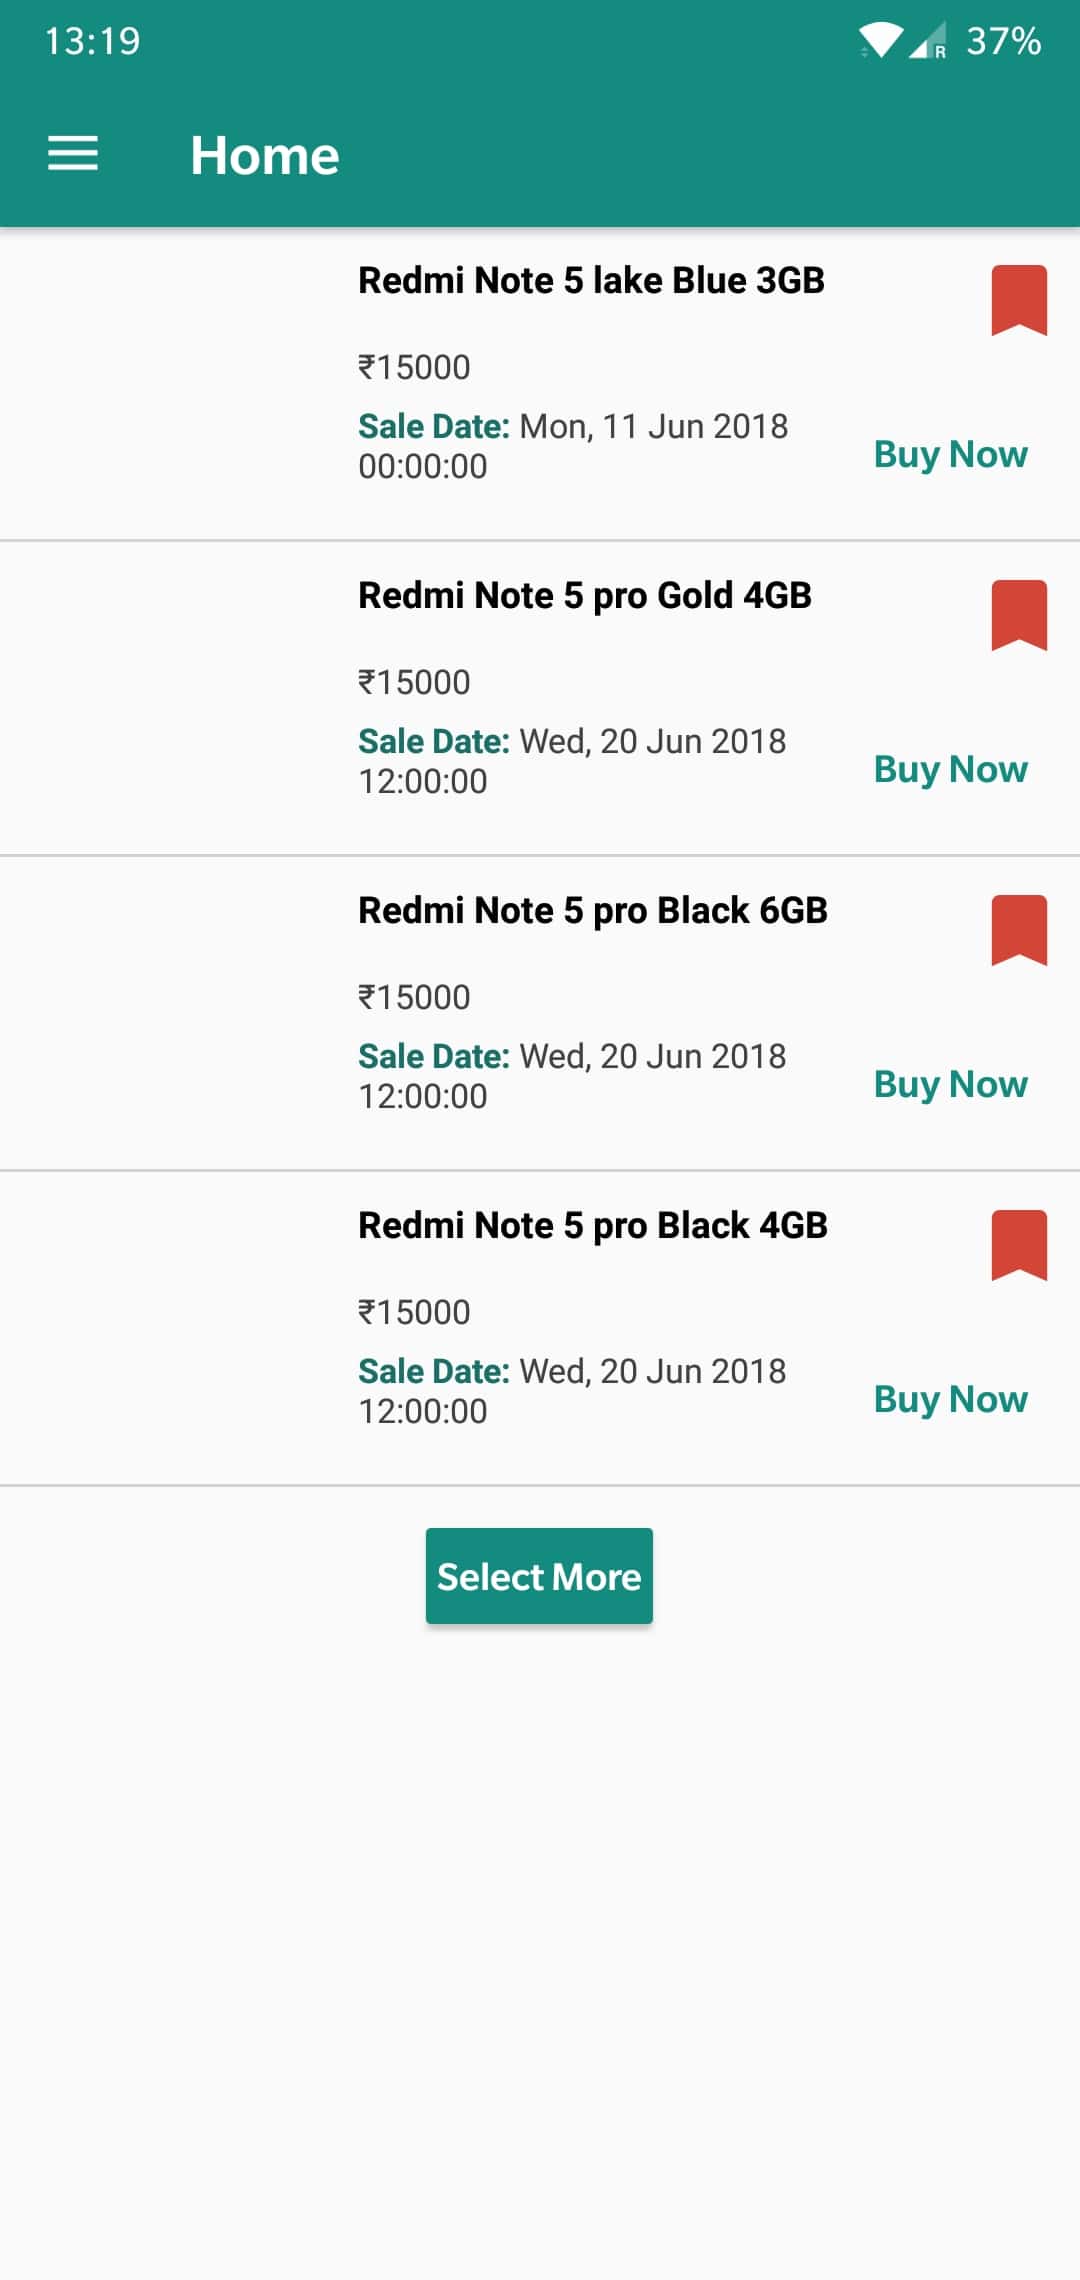 13:19
R 37%
Home
Redmi Note 5 lake Blue 3GB
₹15000
Sale Date: Mon, 11 Jun 2018
00:00:00
Buy Now
Redmi Note 5 pro Gold 4GB
₹15000
Sale Date: Wed, 20 Jun 2018
12:00:00
Buy Now
Redmi Note 5 pro Black 6GB
₹15000
Sale Date: Wed, 20 Jun 2018
12:00:00
Buy Now
Redmi Note 5 pro Black 4GB
₹15000
Sale Date: Wed, 20 Jun 2018
12:00:00
Buy Now
Select More